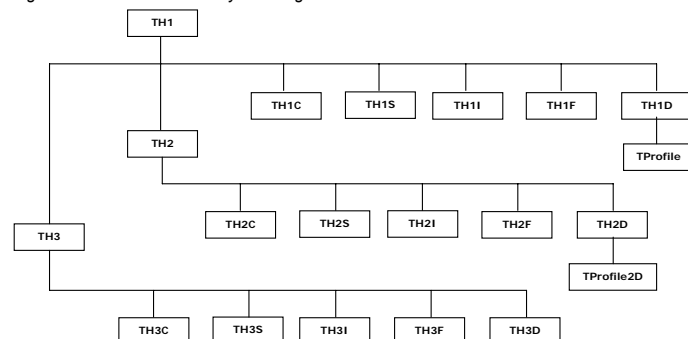 TH1
TH1C
TH1S
TH1I
TH1F
TH1D
TH2
TProfile
TH2C
TH2S
TH2I
TH2F
TH2D
TH3
TProfile2D
TH3C
TH3S
TH3I
TH3F
TH3D